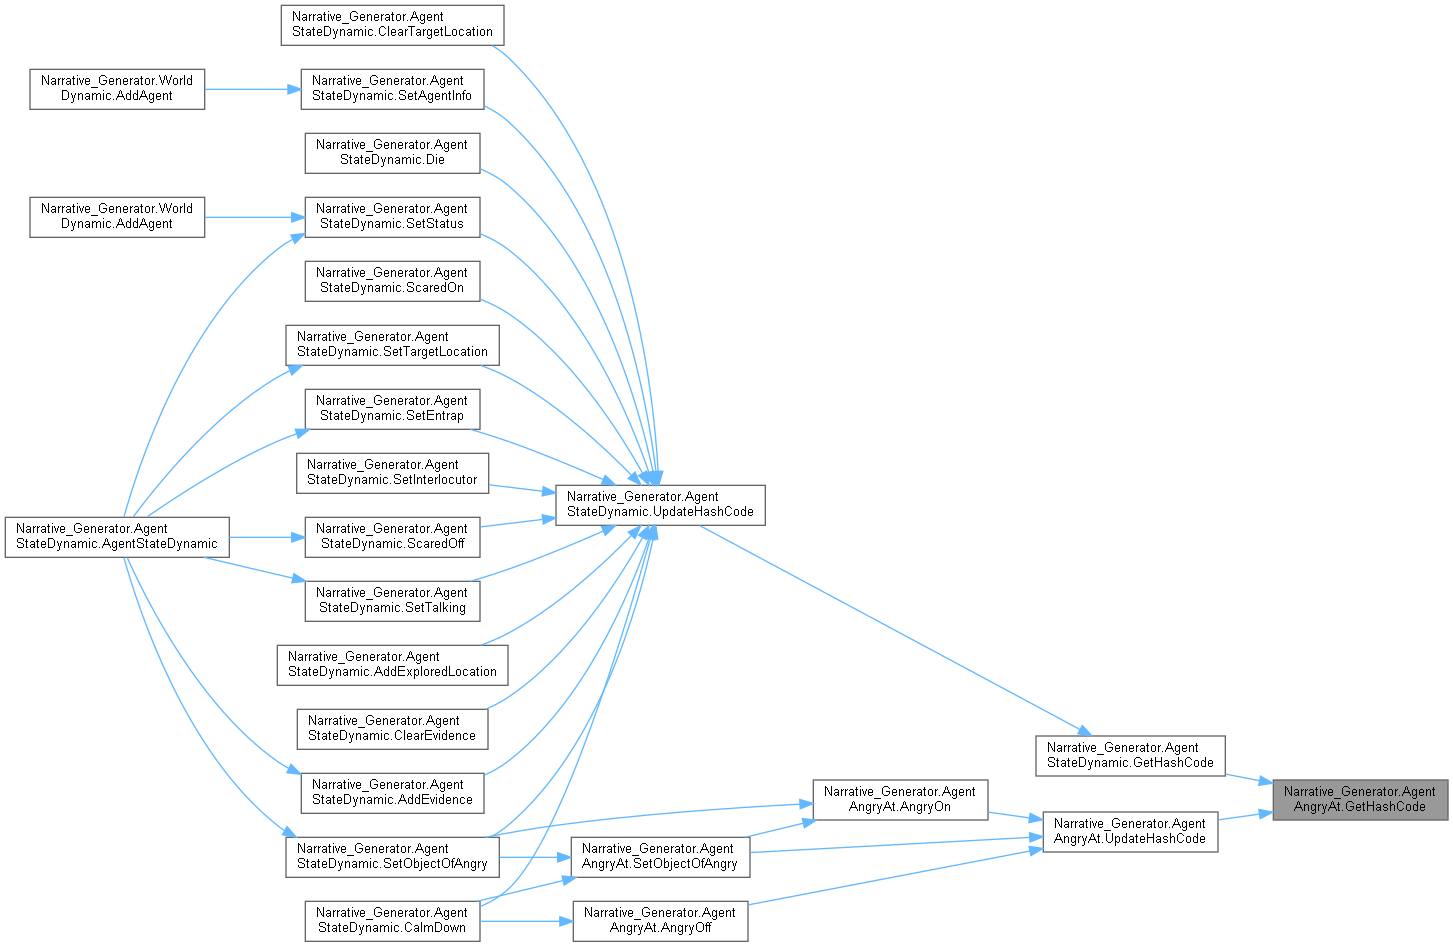 Narrative_Generator.Agent
StateDynamic.ClearTargetLocation
Narrative_Generator.World
Dynamic.AddAgent
Narrative_Generator.Agent
StateDynamic.SetAgentInfo
Narrative_Generator.Agent
StateDynamic.Die
Narrative_Generator.World
Dynamic.AddAgent
Narrative_Generator.Agent
StateDynamic.SetStatus
Narrative_Generator.Agent
StateDynamic.ScaredOn
Narrative_Generator.Agent
StateDynamic.SetTargetLocation
Narrative_Generator.Agent
StateDynamic.SetEntrap
Narrative_Generator.Agent
StateDynamic.SetInterlocutor
Narrative_Generator.Agent
StateDynamic.UpdateHashCode
Narrative_Generator.Agent
StateDynamic.AgentStateDynamic
Narrative_Generator.Agent
StateDynamic.ScaredOff
Narrative_Generator.Agent
StateDynamic.SetTalking
Narrative_Generator.Agent
StateDynamic.AddExploredLocation
Narrative_Generator.Agent
StateDynamic.ClearEvidence
Narrative_Generator.Agent
StateDynamic.GetHashCode
Narrative_Generator.Agent
StateDynamic.AddEvidence
Narrative_Generator.Agent
AngryAt.AngryOn
Narrative_Generator.Agent
AngryAt.GetHashCode
Narrative_Generator.Agent
AngryAt.UpdateHashCode
Narrative_Generator.Agent
StateDynamic.SetObjectOfAngry
Narrative_Generator.Agent
AngryAt.SetObjectOfAngry
Narrative_Generator.Agent
StateDynamic.CalmDown
Narrative_Generator.Agent
AngryAt.AngryOff